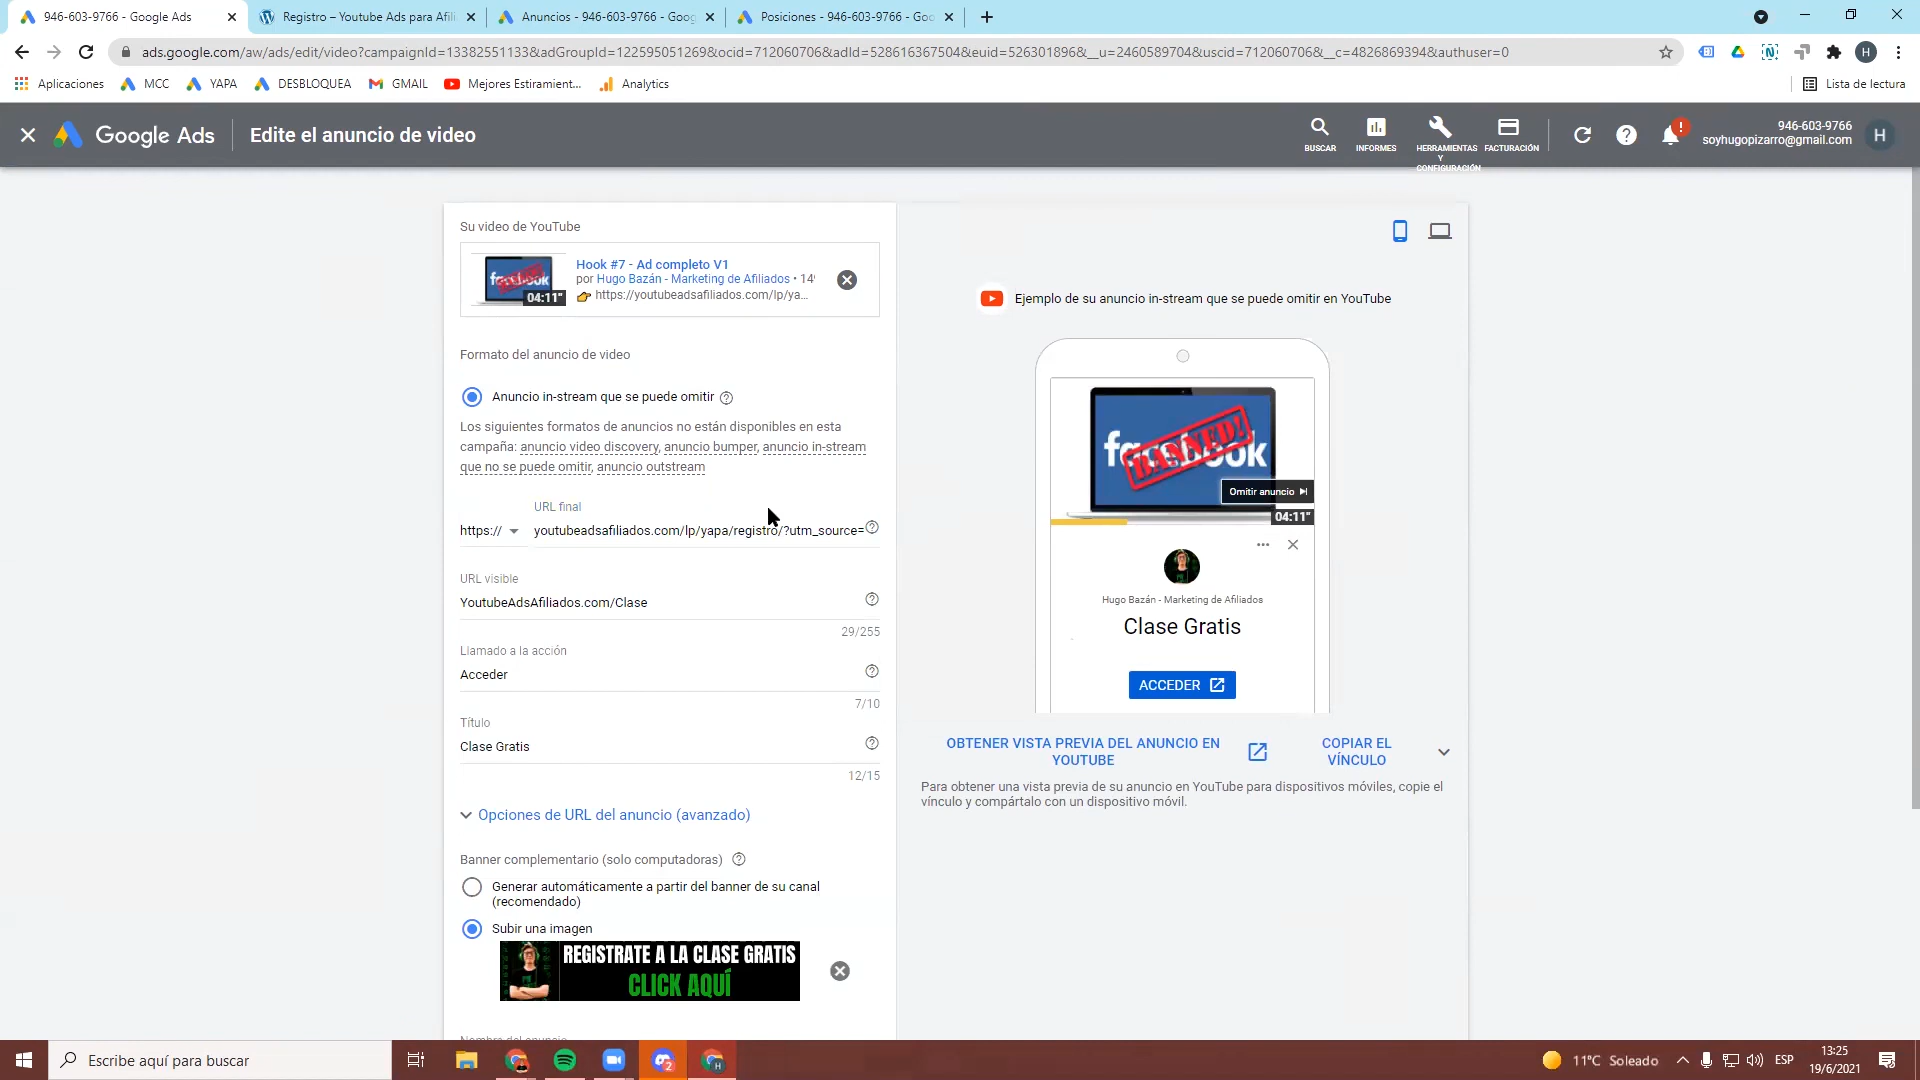 946-603-9766 - Google Ads
Registro – Youtube Ads para Afili
Anuncios - 946-603-9766 - Goog
Posiciones - 946-603-9766 - Goo
ads.google.com/aw/ads/edit/video?campaignId=13382551133&adGroupId=122595051269&ocid=712060706&adId=528616367504&euid=526301896&__u=2460589704&uscid=712060706&__c=4826869394&authuser=0
H
Aplicaciones
MCC
YAPA
DESBLOQUEA
GMAIL
Mejores Estiramient...
Analytics
Lista de lectura
Google Ads
Edite el anuncio de video
BUSCAR
INFORMES
HERRAMIENTAS
Y
CONFIGURACIÓN
FACTURACIÓN
946-603-9766
soyhugopizarro@gmail.com
H
Su video de YouTube
Hook #7 - Ad completo V1
por Hugo Bazán - Marketing de Afiliados • 14
https://youtubeadsafiliados.com/lp/ya...
facebook
04:11"
Formato del anuncio de video
Anuncio in-stream que se puede omitir
Los siguientes formatos de anuncios no están disponibles en esta
campaña: anuncio video discovery, anuncio bumper, anuncio in-stream
que no se puede omitir, anuncio outstream
URL final
https://
youtubeadsafiliados.com/lp/yapa/registro/?utm_source=
URL visible
YoutubeAdsAfiliados.com/Clase
29/255
Llamado a la acción
Acceder
7/10
Título
Clase Gratis
12/15
Opciones de URL del anuncio (avanzado)
Banner complementario (solo computadoras)
Generar automáticamente a partir del banner de su canal
(recomendado)
Subir una imagen
REGISTRATE A LA CLASE GRATIS
CLICK AQUÍ
Nombre del anuncio
Ejemplo de su anuncio in-stream que se puede omitir en YouTube
facebook
BANNED!
Omitir anuncio
04:11"
Hugo Bazán - Marketing de Afiliados
Clase Gratis
ACCEDER
OBTENER VISTA PREVIA DEL ANUNCIO EN
YOUTUBE
COPIAR EL
VÍNCULO
Para obtener una vista previa de su anuncio en YouTube para dispositivos móviles, copie el
vínculo y compártalo con un dispositivo móvil.
Escribe aquí para buscar
2
H
11°C Soleado
ESP
13:25
19/6/2021